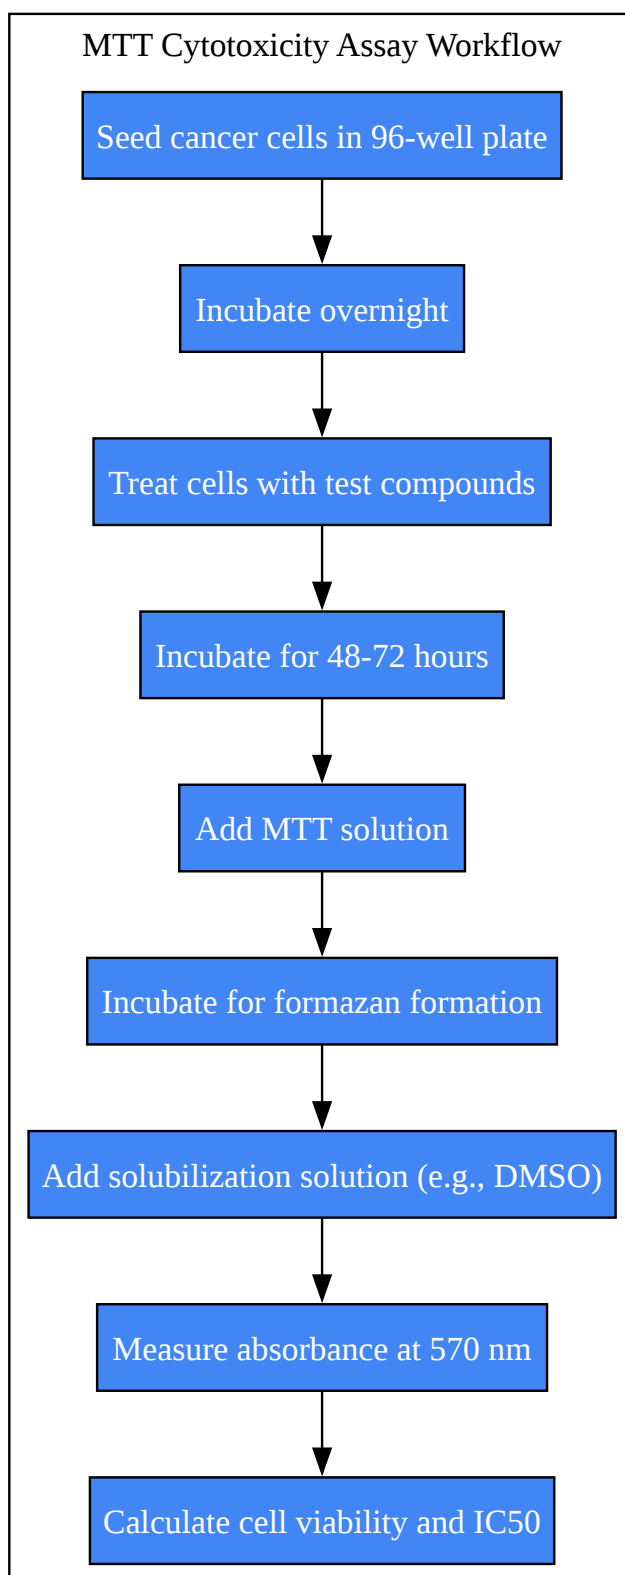 MTT Cytotoxicity Assay Workflow
Seed cancer cells in 96-well plate
Incubate overnight
Treat cells with test compounds
Incubate for 48-72 hours
Add MTT solution
Incubate for formazan formation
Add solubilization solution (e.g., DMSO)
Measure absorbance at 570 nm
Calculate cell viability and IC50